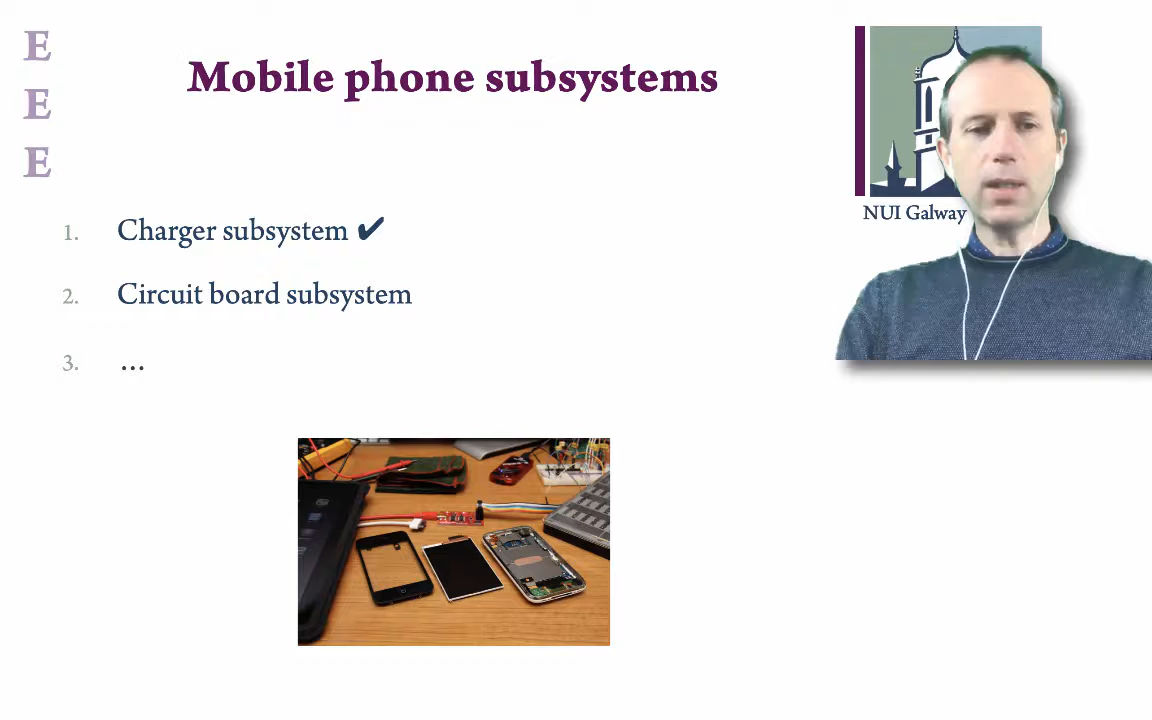 E
E
E
Mobile phone subsystems
NUI Galway
1. Charger subsystem ✔
2. Circuit board subsystem
3. ...